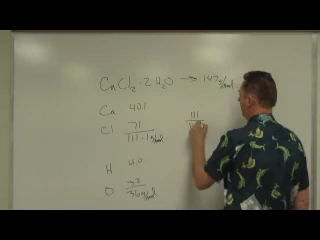 CaCl2·2H2O → 147 g/mol
Ca 40.1
Cl 71
111.1 g/mol
111
H 4.0
O 32
36 g/mol